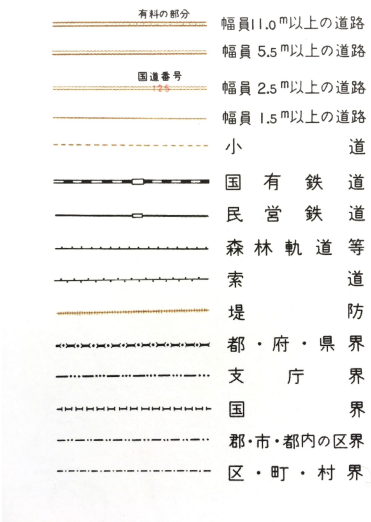 有料の部分
幅員11.0m以上の道路
幅員 5.5m以上の道路
国道番号
125
幅員 2.5m以上の道路
幅員 1.5m以上の道路
小道
国有鉄道
民営鉄道
森林軌道等
索道
堤防
都・府・県界
支庁界
国界
郡・市・都内の区界
区・町・村界